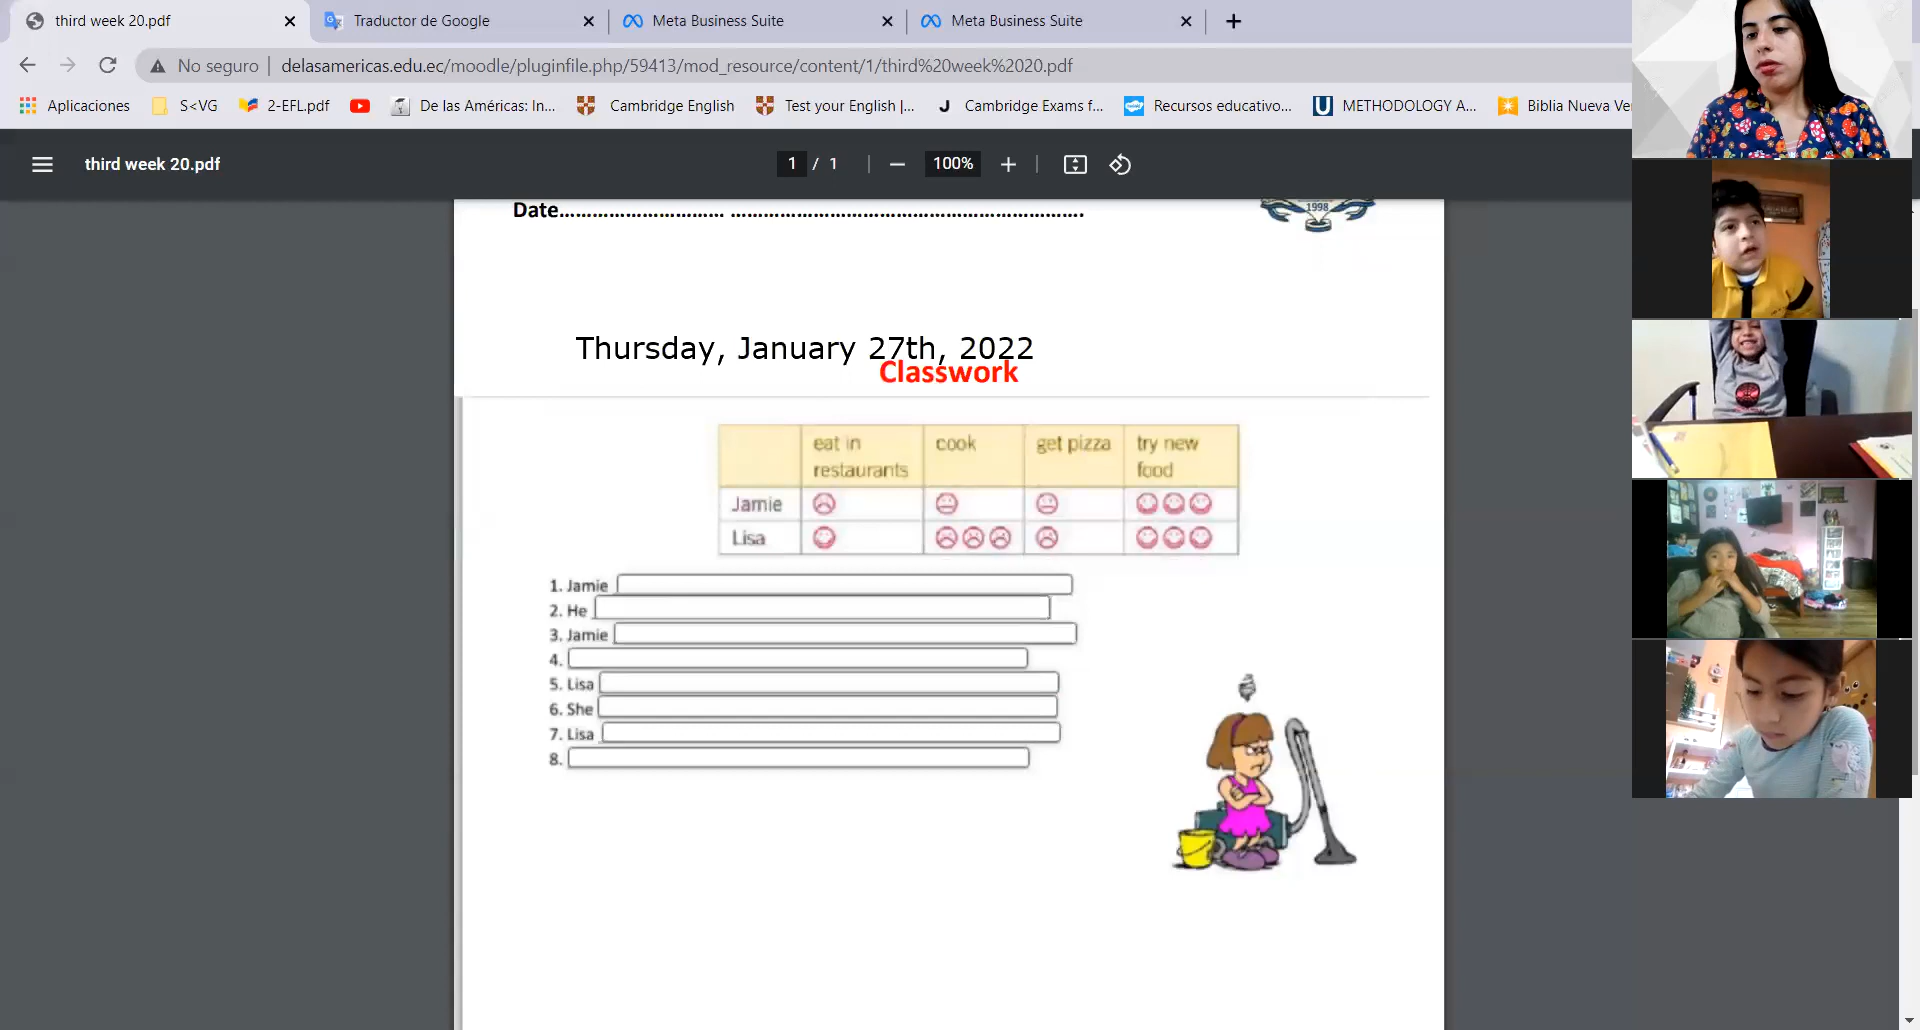 third week 20.pdf
Traductor de Google
Meta Business Suite
Meta Business Suite
No seguro | delasamericas.edu.ec/moodle/pluginfile.php/59413/mod_resource/content/1/third%20week%2020.pdf
Aplicaciones
S<VG
2-EFL.pdf
De las Américas: In...
Cambridge English
Test your English |...
Cambridge Exams f...
Recursos educativo...
METHODOLOGY A...
Biblia Nueva Ve
third week 20.pdf
1 / 1
100%
Date........................... ..........................................................
1998
Thursday, January 27th, 2022
Classwork
eat in restaurants
cook
get pizza
try new food
Jamie
Lisa
1. Jamie
2. He
3. Jamie
4.
5. Lisa
6. She
7. Lisa
8.